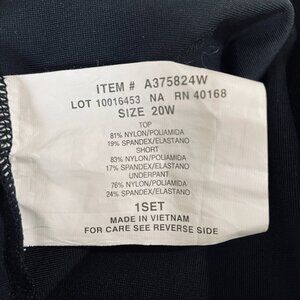 ITEM # A375824W
LOT 10016453 NA RN 40168
SIZE 20W
TOP
81% NYLON/POLIAMIDA
19% SPANDEX/ELASTANO
SHORT
83% NYLON/POLIAMIDA
17% SPANDEX/ELASTANO
UNDERPANT
76% NYLON/POLIAMIDA
24% SPANDEX/ELASTANO
1SET
MADE IN VIETNAM
FOR CARE SEE REVERSE SIDE